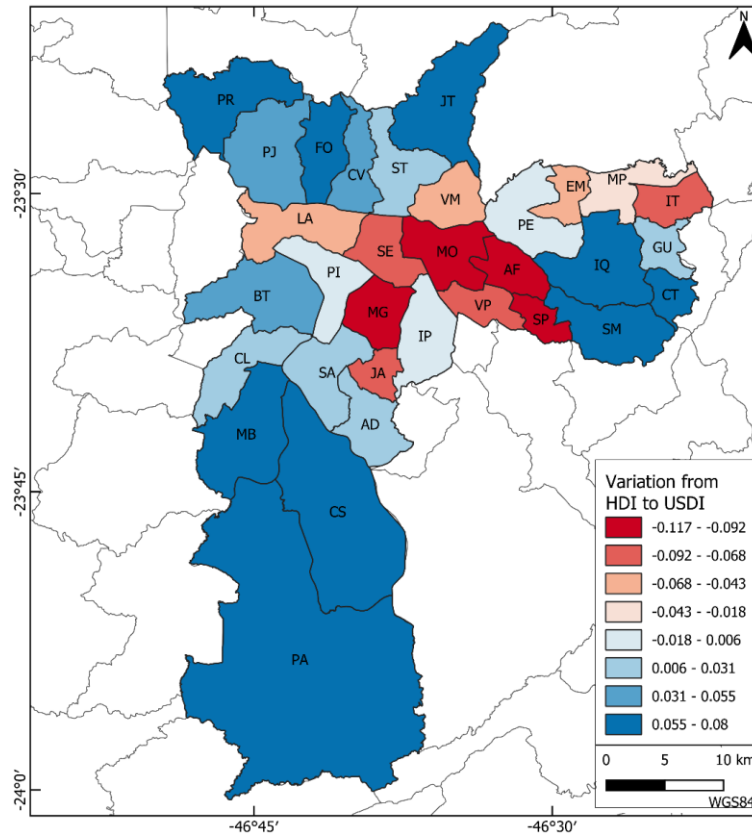 N
PR
JT
PJ
FO
CV
ST
-23°30'
VM
EM
MP
IT
LA
PE
GU
SE
MO
AF
IQ
PI
BT
MG
VP
SP
CT
IP
SM
CL
SA
JA
AD
MB
CS
-23°45'
PA
-24°0'
Variation from
HDI to USDI
-0.117 - -0.092
-0.092 - -0.068
-0.068 - -0.043
-0.043 - -0.018
-0.018 - 0.006
0.006 - 0.031
0.031 - 0.055
0.055 - 0.08
0 5 10 km
WGS84
-46°45' -46°30'